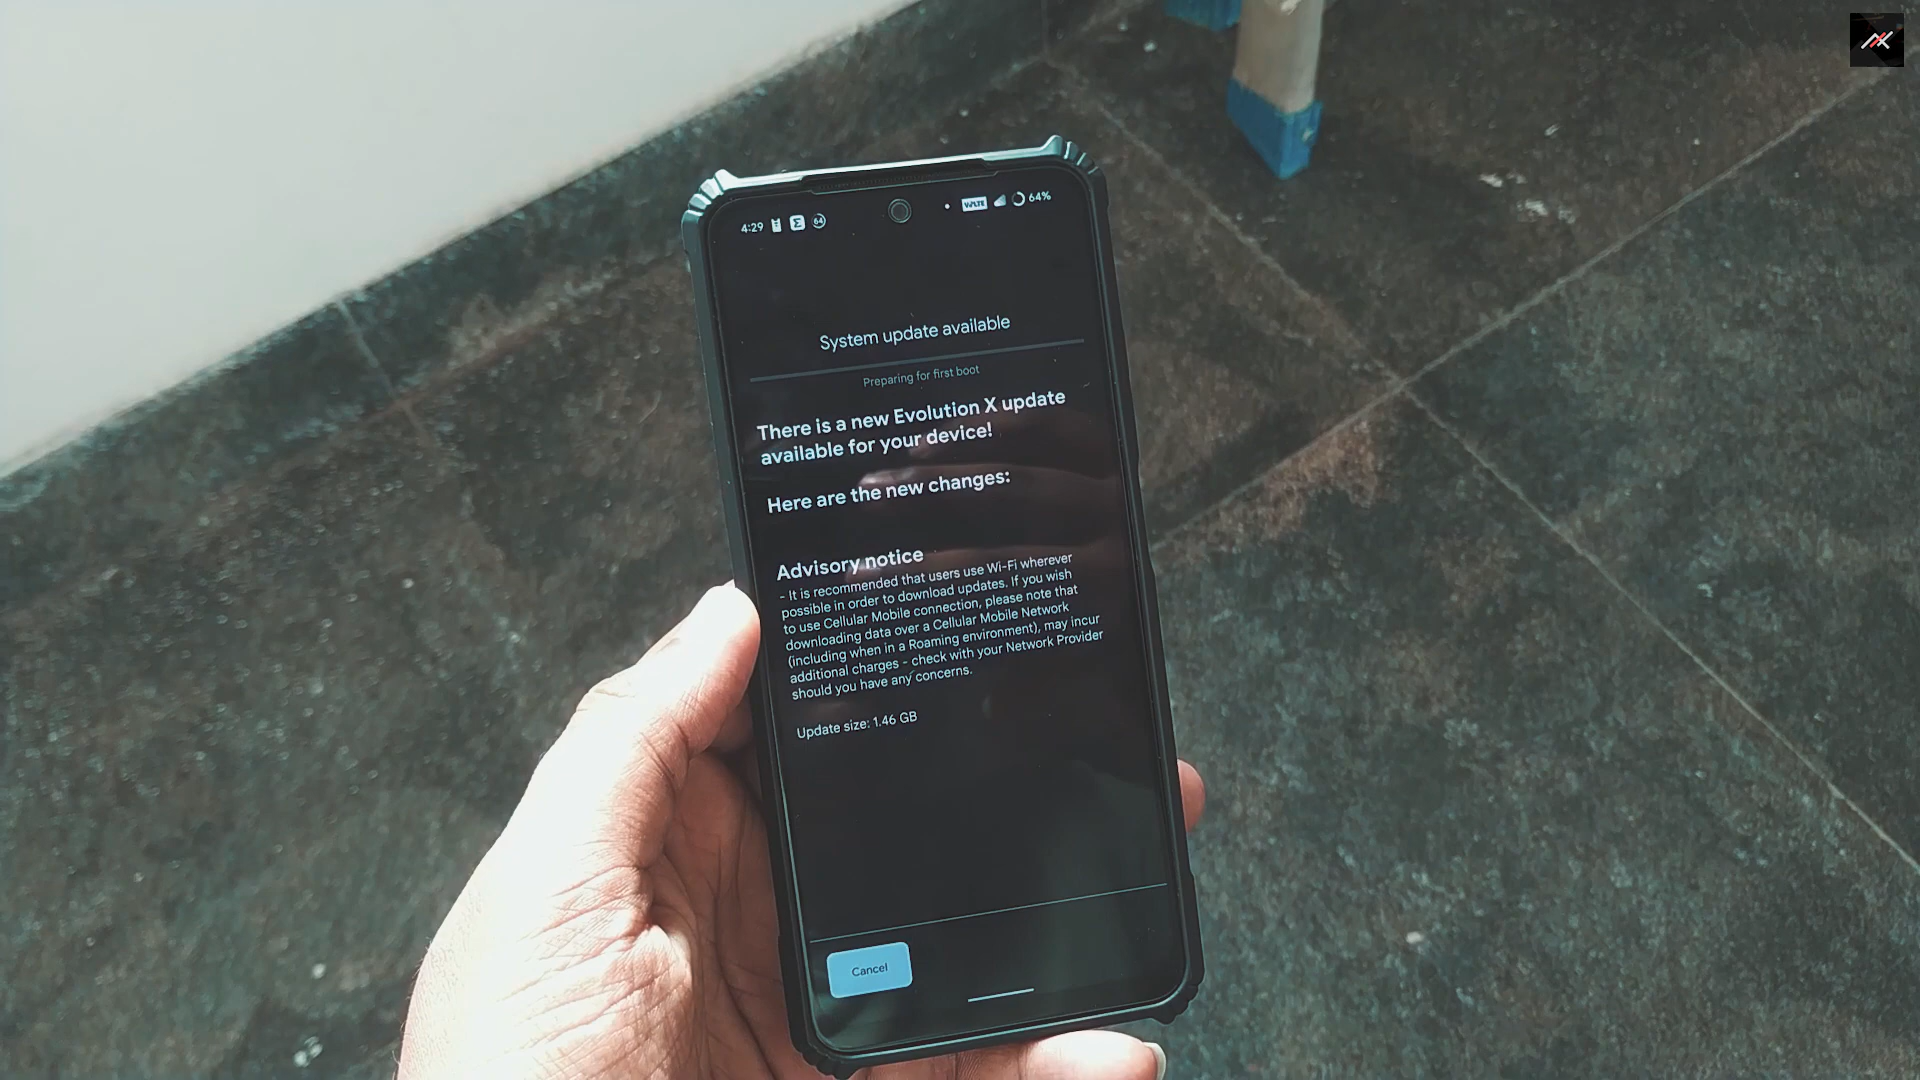 4:29 64 VoLTE 64%
System update available
Preparing for first boot
There is a new Evolution X update
available for your device!
Here are the new changes:
Advisory notice
- It is recommended that users use Wi-Fi wherever
possible in order to download updates. If you wish
to use Cellular Mobile connection, please note that
downloading data over a Cellular Mobile Network
(including when in a Roaming environment), may incur
additional charges - check with your Network Provider
should you have any concerns.
Update size: 1.46 GB
Cancel